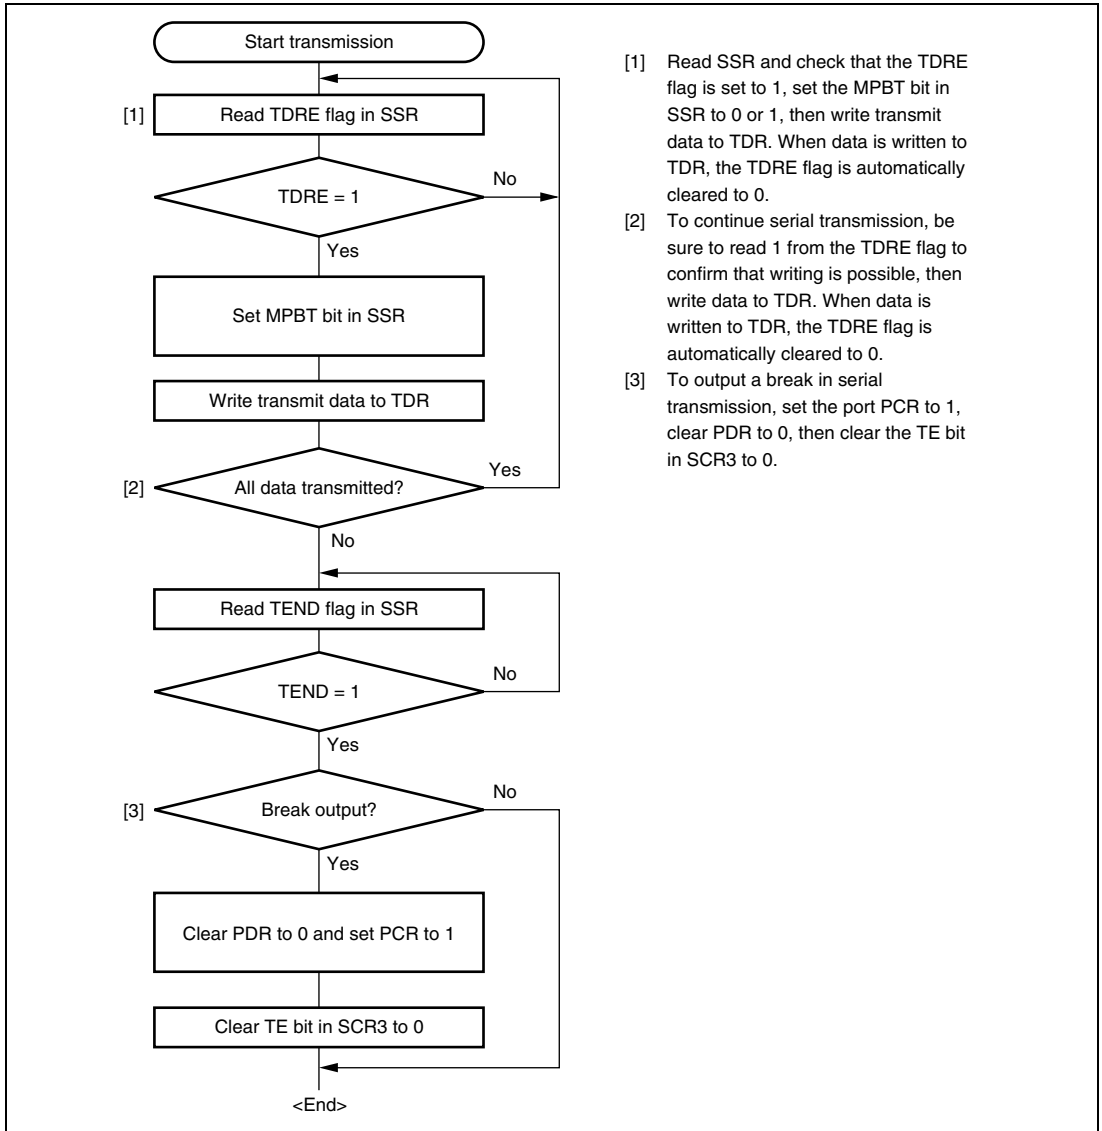 Start transmission
[1]
Read TDRE flag in SSR
TDRE = 1
No
Yes
Set MPBT bit in SSR
Write transmit data to TDR
[2]
All data transmitted?
Yes
No
Read TEND flag in SSR
TEND = 1
No
Yes
[3]
Break output?
No
Yes
Clear PDR to 0 and set PCR to 1
Clear TE bit in SCR3 to 0
<End>
[1] Read SSR and check that the TDRE
flag is set to 1, set the MPBT bit in
SSR to 0 or 1, then write transmit
data to TDR. When data is written to
TDR, the TDRE flag is automatically
cleared to 0.
[2] To continue serial transmission, be
sure to read 1 from the TDRE flag to
confirm that writing is possible, then
write data to TDR. When data is
written to TDR, the TDRE flag is
automatically cleared to 0.
[3] To output a break in serial
transmission, set the port PCR to 1,
clear PDR to 0, then clear the TE bit
in SCR3 to 0.